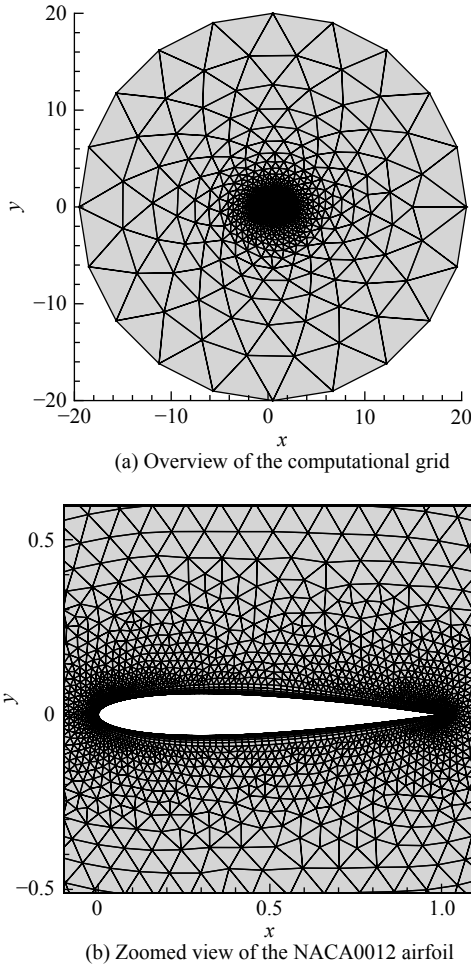 20
10
y
0
−10
−20
−20
−10
0
10
20
x
(a) Overview of the computational grid
0.5
y
0
−0.5
0
0.5
1.0
x
(b) Zoomed view of the NACA0012 airfoil